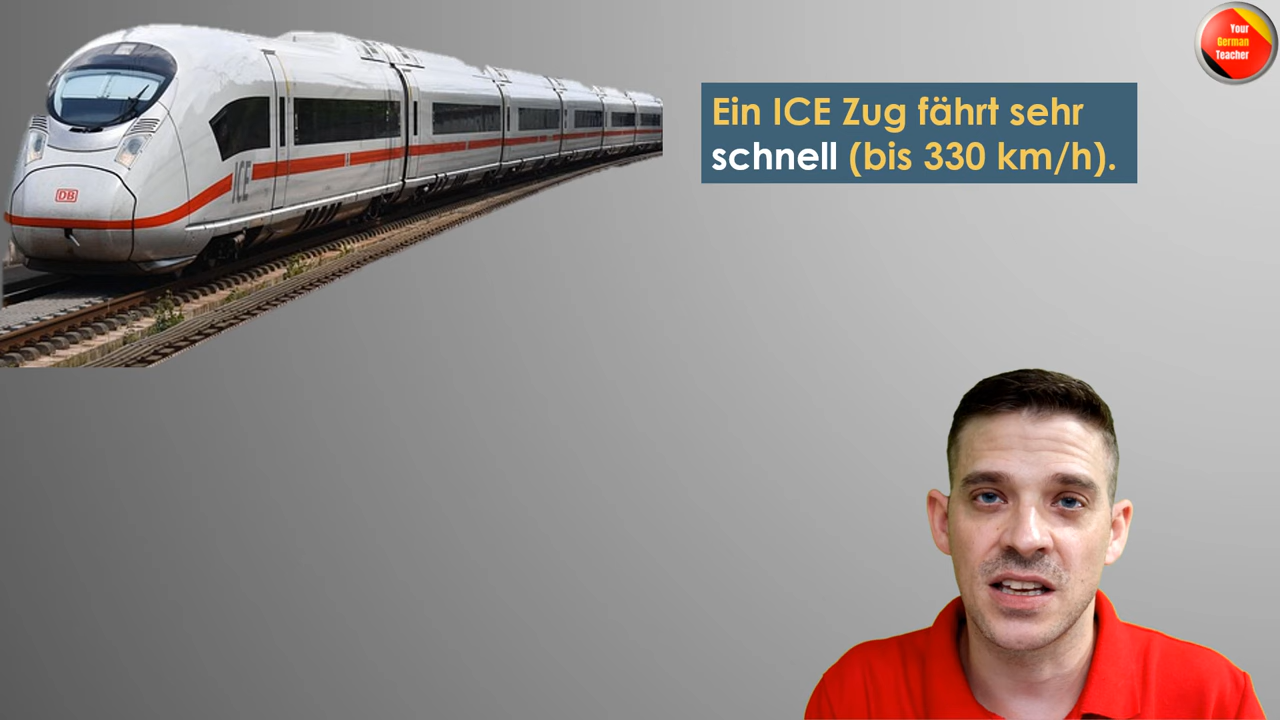 Your
German
Teacher
Ein ICE Zug fährt sehr
schnell (bis 330 km/h).
ICE
DB